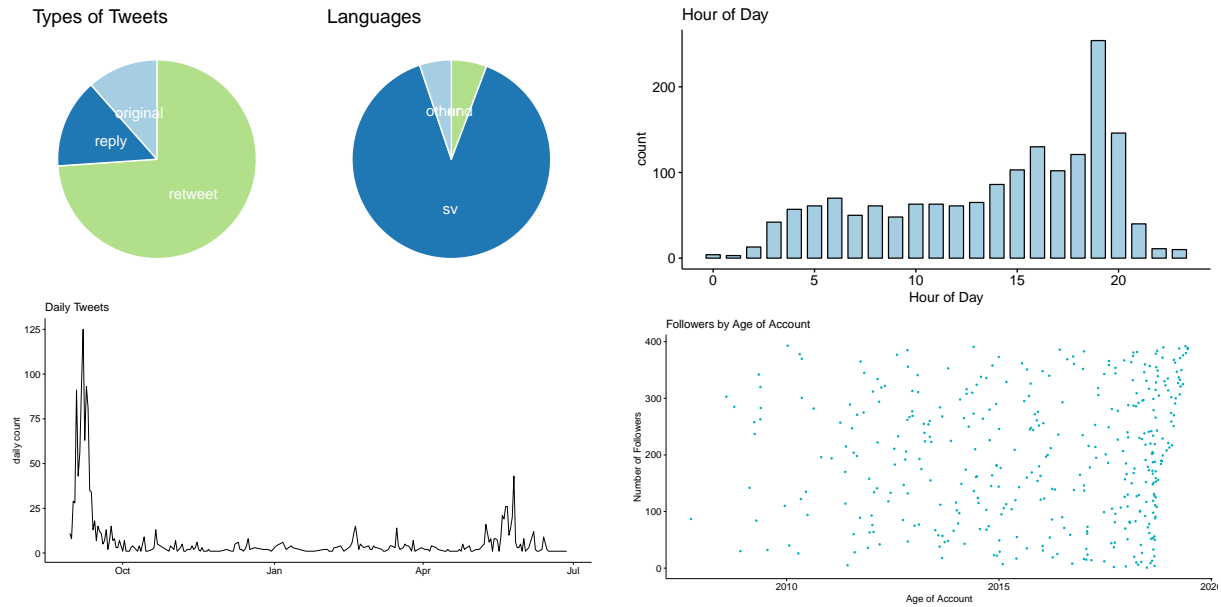 Types of Tweets
original
reply
retweet
Languages
other
und
sv
Hour of Day
count
200
100
0
0 5 10 15 20
Hour of Day
Daily Tweets
daily count
125
100
75
50
25
0
Oct Jan Apr Jul
Followers by Age of Account
Number of Followers
400
300
200
100
0
2010 2015 2020
Age of Account